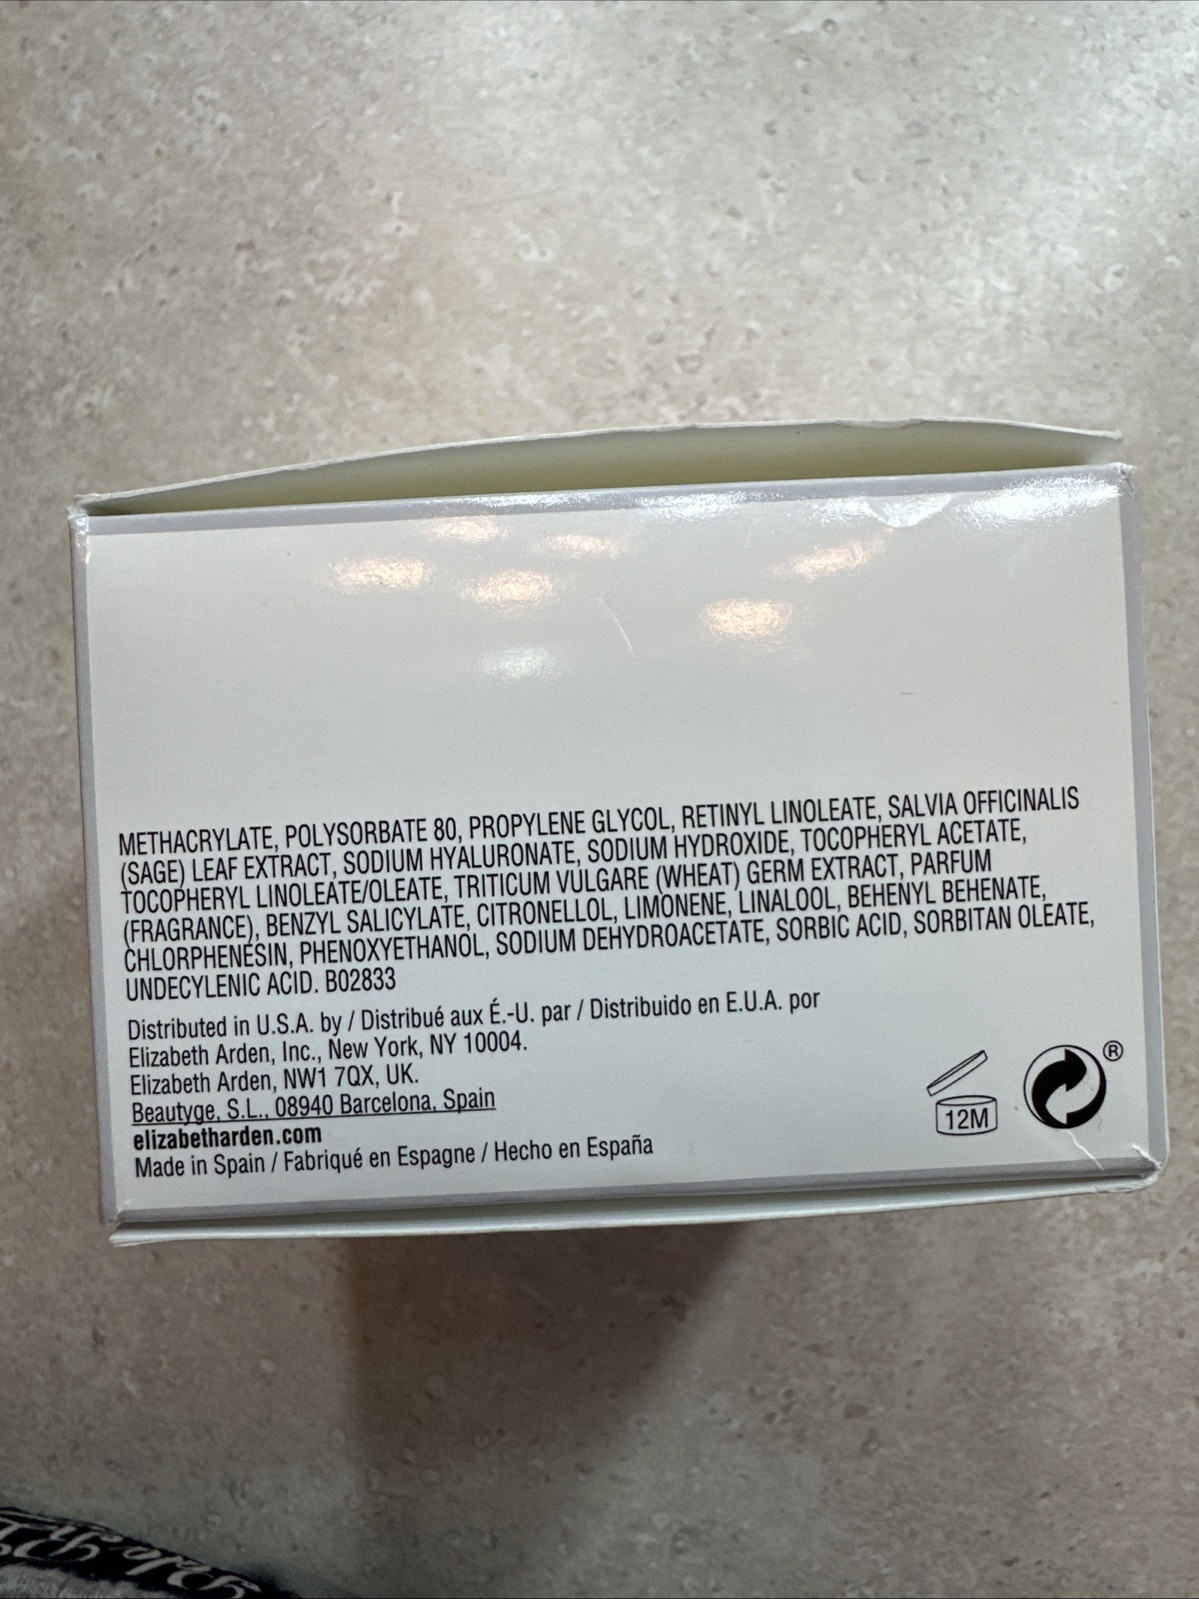 METHACRYLATE, POLYSORBATE 80, PROPYLENE GLYCOL, RETINYL LINOLEATE, SALVIA OFFICINALIS
(SAGE) LEAF EXTRACT, SODIUM HYALURONATE, SODIUM HYDROXIDE, TOCOPHERYL ACETATE,
TOCOPHERYL LINOLEATE/OLEATE, TRITICUM VULGARE (WHEAT) GERM EXTRACT, PARFUM
(FRAGRANCE), BENZYL SALICYLATE, CITRONELLOL, LIMONENE, LINALOOL, BEHENYL BEHENATE,
CHLORPHENESIN, PHENOXYETHANOL, SODIUM DEHYDROACETATE, SORBIC ACID, SORBITAN OLEATE,
UNDECYLENIC ACID. B02833
Distributed in U.S.A. by / Distribué aux É.-U. par / Distribuido en E.U.A. por
Elizabeth Arden, Inc., New York, NY 10004.
Elizabeth Arden, NW1 7QX, UK.
Beautyge, S.L., 08940 Barcelona, Spain
elizabetharden.com
Made in Spain / Fabriqué en Espagne / Hecho en España
12M
®